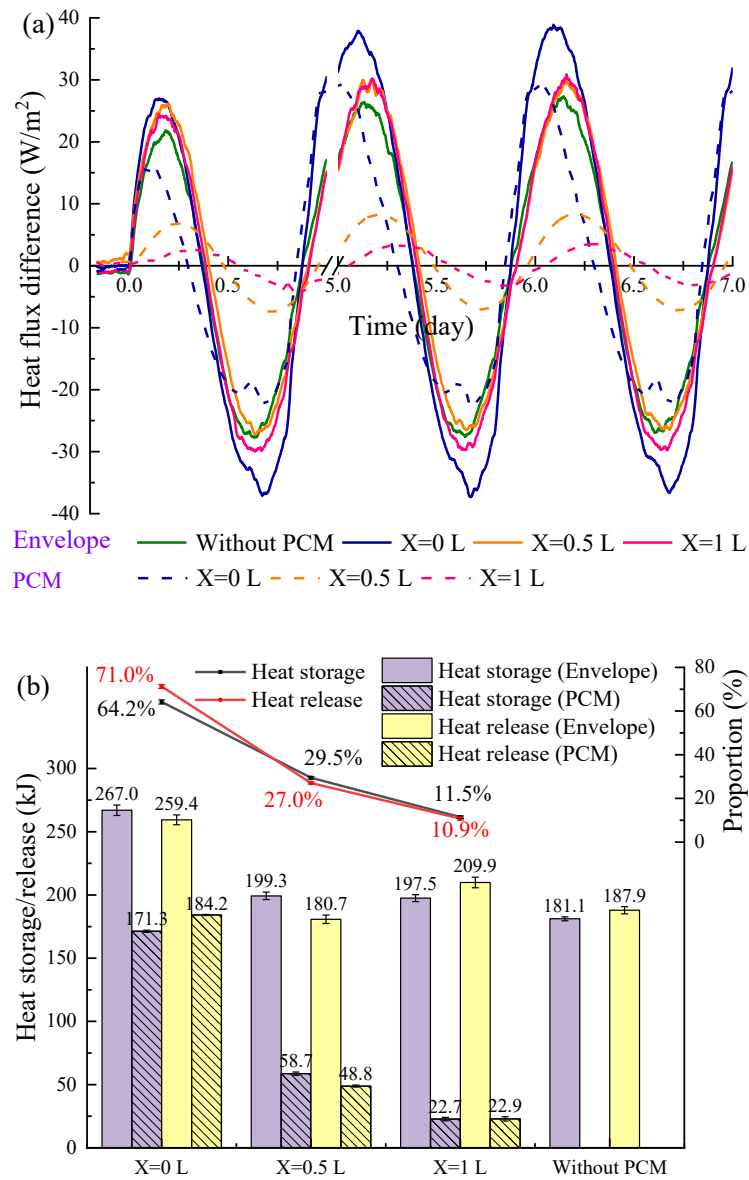 (a)
Heat flux difference (W/m²)
40
30
20
10
0
-10
-20
-30
-40
0.0 0.5 5.0 5.5 6.0 6.5 7.0
Time (day)
Envelope Without PCM X=0 L X=0.5 L X=1 L
PCM X=0 L X=0.5 L X=1 L
(b)
Heat storage
Heat release
Heat storage (Envelope)
Heat storage (PCM)
Heat release (Envelope)
Heat release (PCM)
71.0%
64.2%
29.5%
27.0%
11.5%
10.9%
Proportion (%)
80
60
40
20
0
Heat storage/release (kJ)
300
250
200
150
100
50
0
267.0 171.3 259.4 184.2
199.3 58.7 180.7 48.8
197.5 22.7 209.9 22.9
181.1 187.9
X=0 L X=0.5 L X=1 L Without PCM